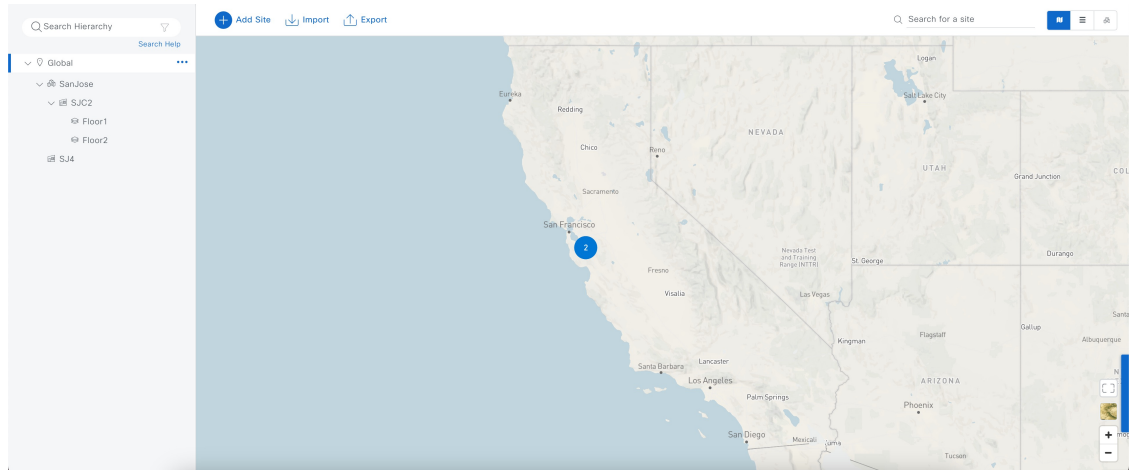 Search Hierarchy
Search Help
Global
SanJose
SJC2
Floor1
Floor2
SJ4
Add Site
Import
Export
Search for a site
Logan
Salt Lake City
Eureka
Redding
NEVADA
Chico
Reno
UTAH
Grand Junction
COL
Sacramento
San Francisco
2
Nevada Test
and Training
Range (NTTR)
St. George
Durango
Fresno
Visalia
Las Vegas
Santa
Gallup
Flagstaff
Kingman
Albuquerque
Lancaster
Santa Barbara
Los Angeles
ARIZONA
N
Palm Springs
Phoenix
San Diego
Mexicali
Yuma
Tucson